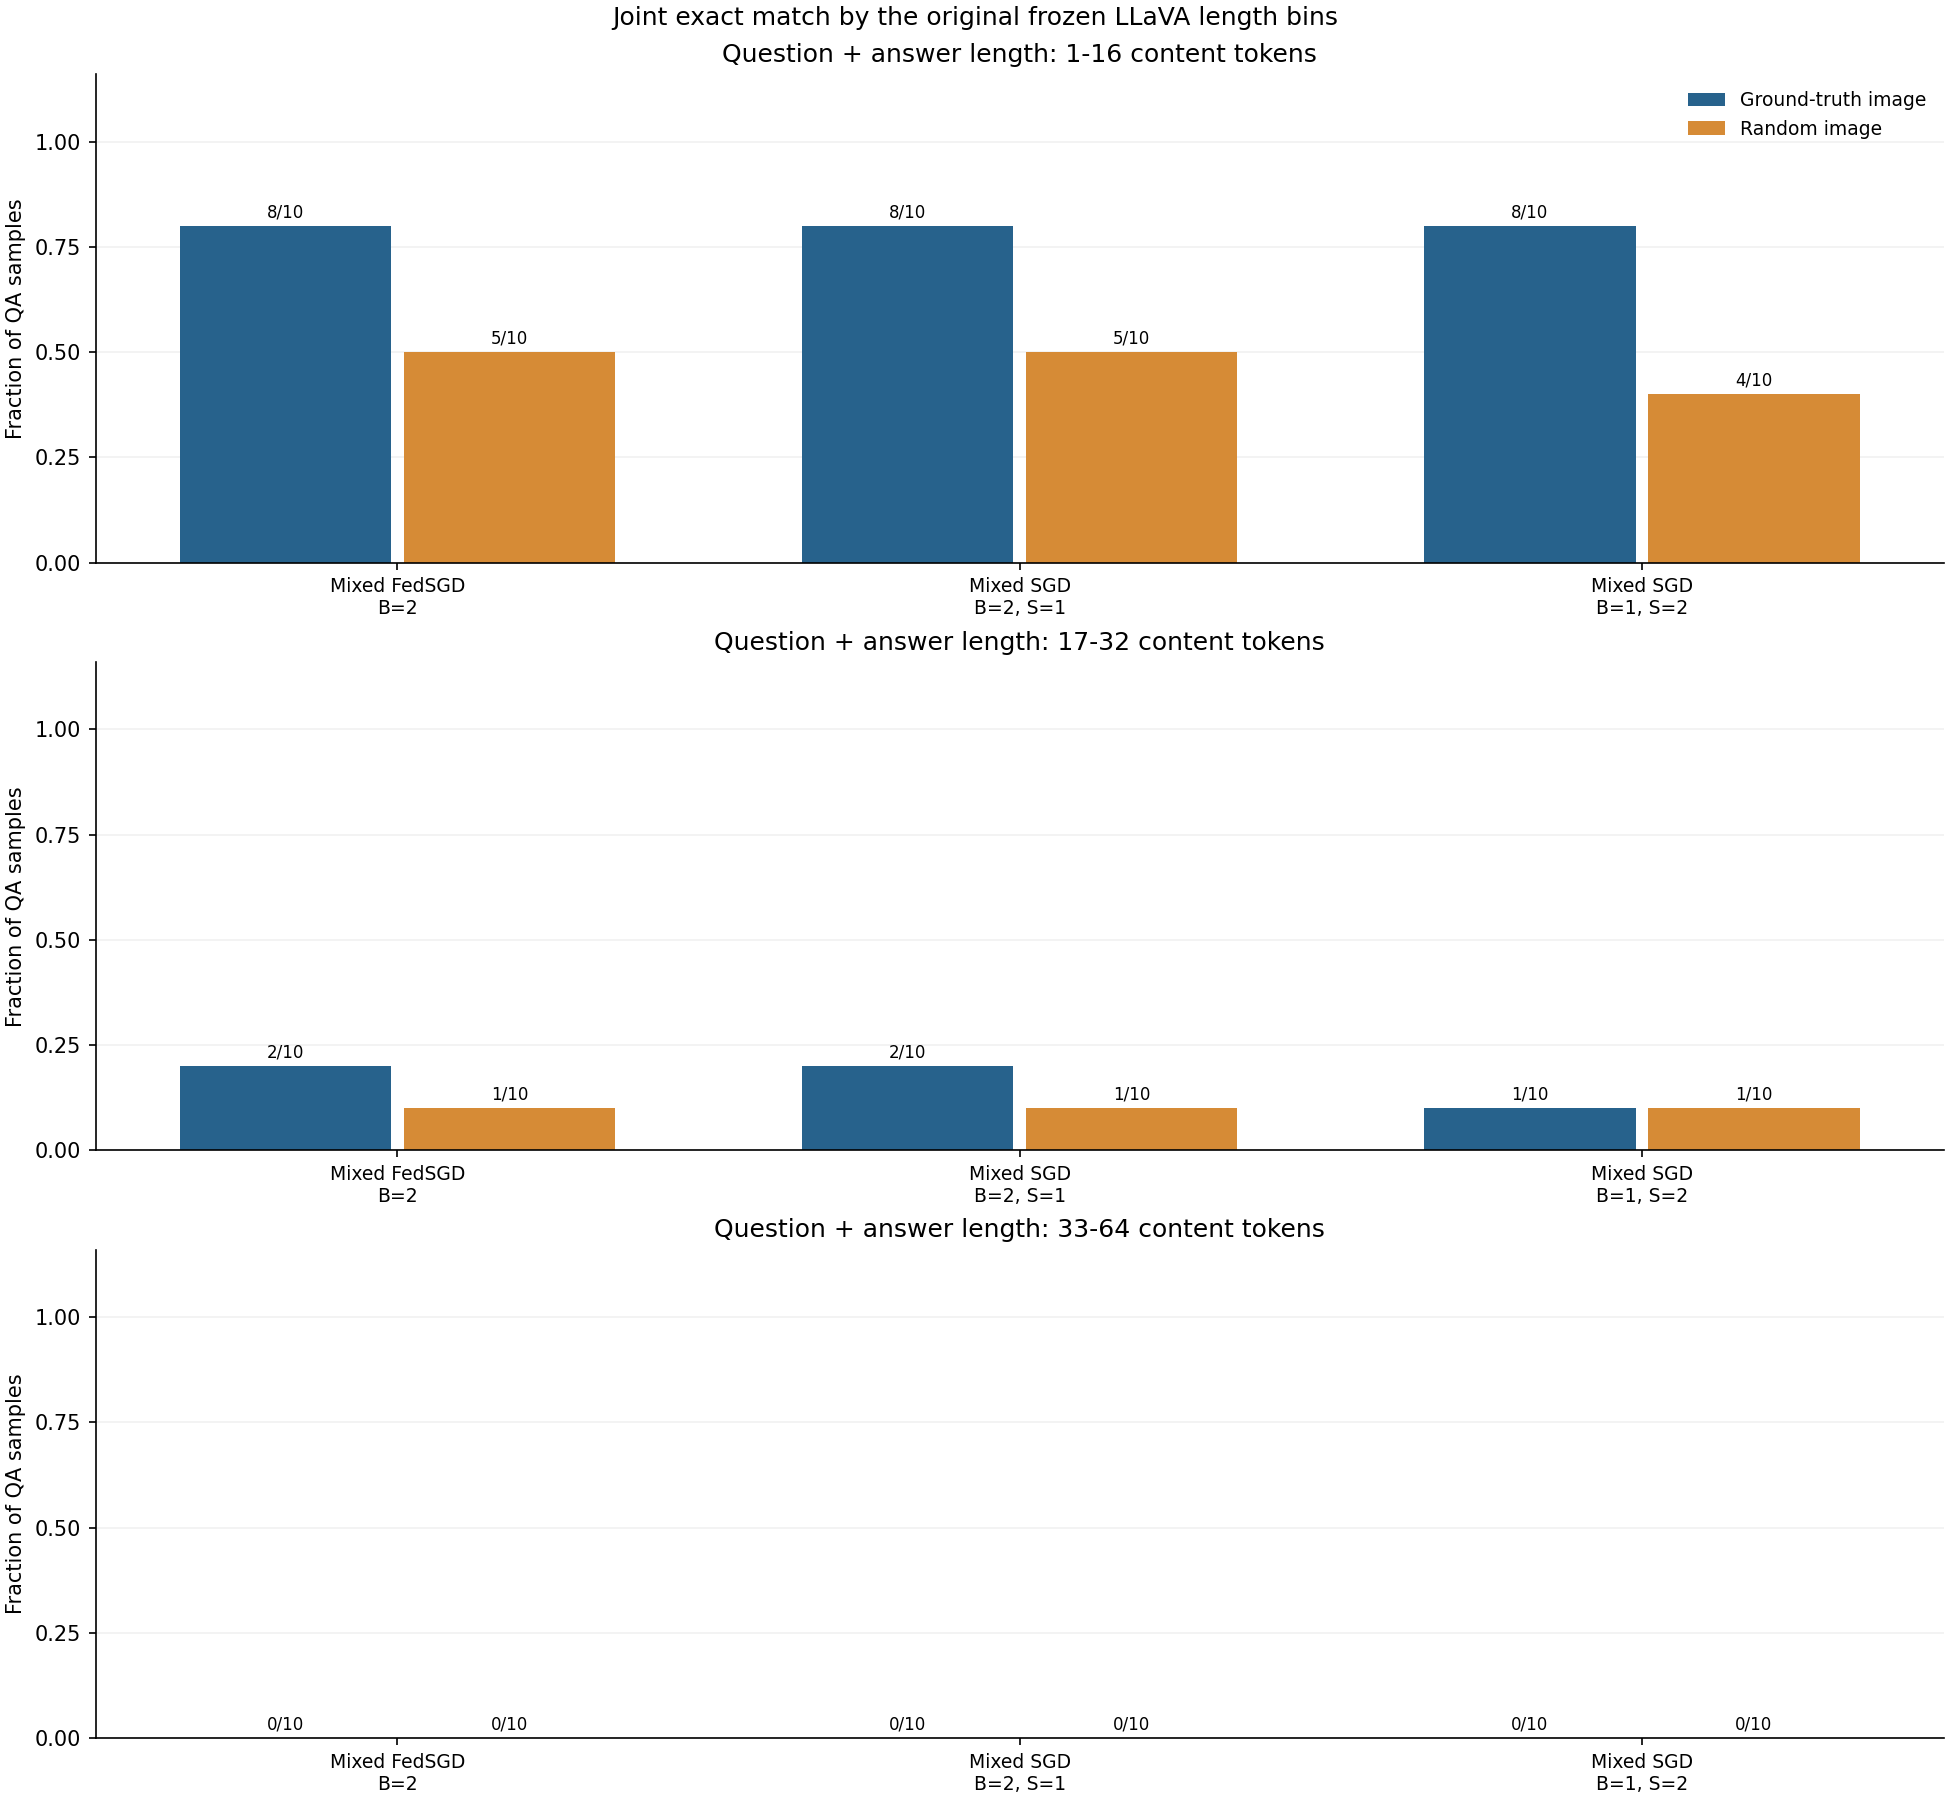 Joint exact match by the original frozen LLaVA length bins
Question + answer length: 1-16 content tokens
Ground-truth image
Random image
Fraction of QA samples
1.00
0.75
0.50
0.25
0.00
8/10
5/10
8/10
5/10
8/10
4/10
Mixed FedSGD
B=2
Mixed SGD
B=2, S=1
Mixed SGD
B=1, S=2
Question + answer length: 17-32 content tokens
Fraction of QA samples
1.00
0.75
0.50
0.25
0.00
2/10
1/10
2/10
1/10
1/10
1/10
Mixed FedSGD
B=2
Mixed SGD
B=2, S=1
Mixed SGD
B=1, S=2
Question + answer length: 33-64 content tokens
Fraction of QA samples
1.00
0.75
0.50
0.25
0.00
0/10
0/10
0/10
0/10
0/10
0/10
Mixed FedSGD
B=2
Mixed SGD
B=2, S=1
Mixed SGD
B=1, S=2